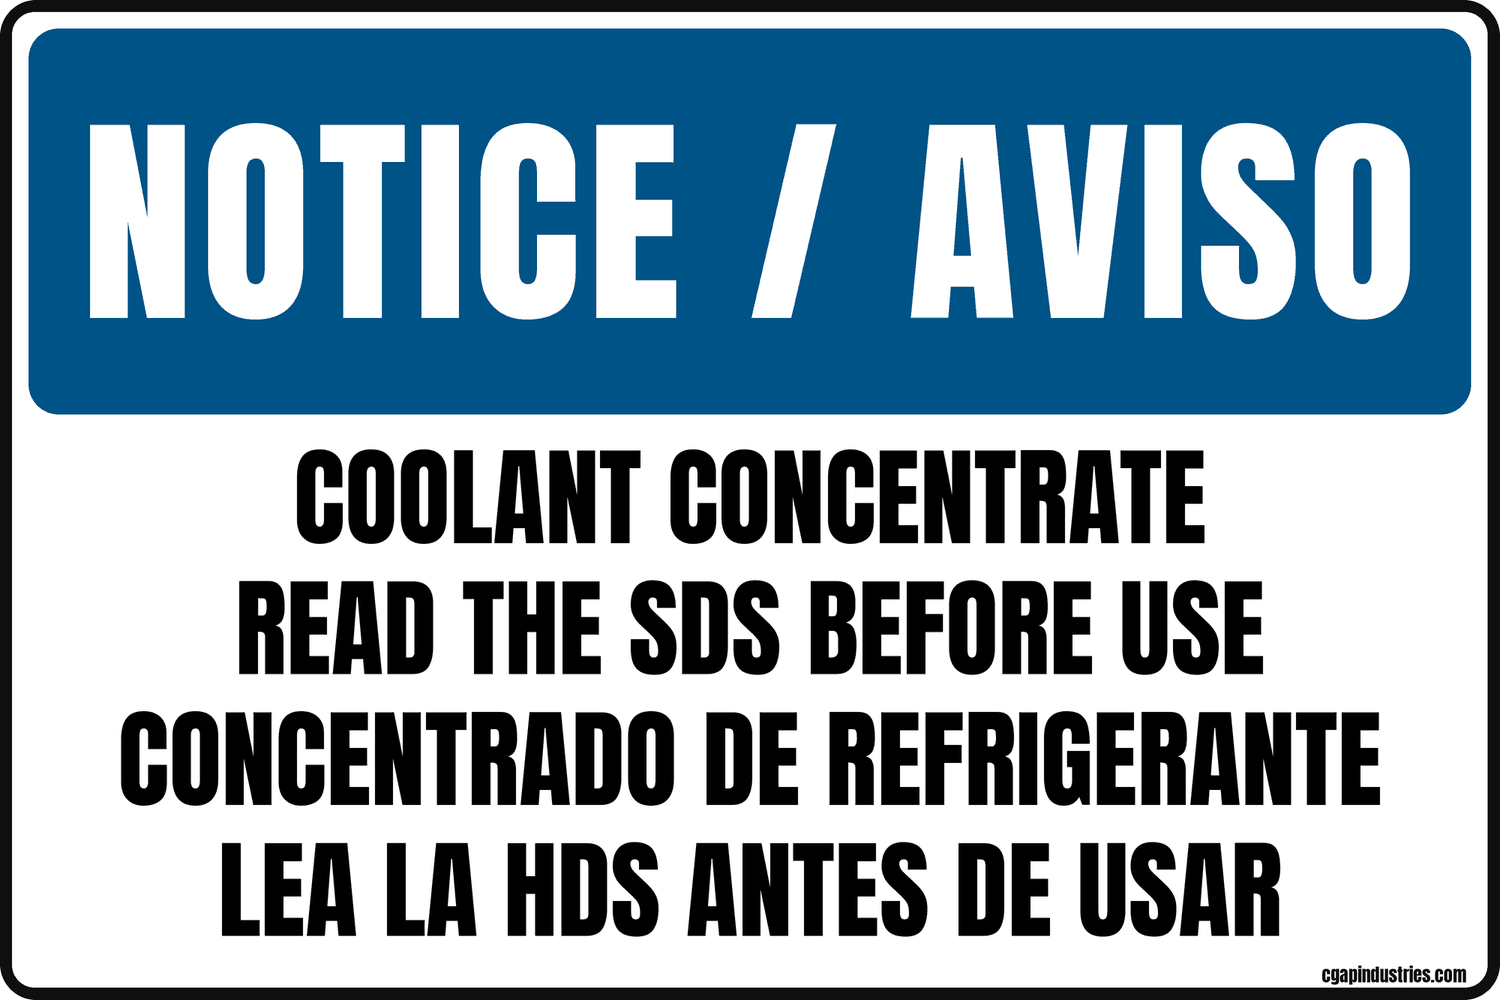 NOTICE / AVISO
COOLANT CONCENTRATE
READ THE SDS BEFORE USE
CONCENTRADO DE REFRIGERANTE
LEA LA HDS ANTES DE USAR
cgapindustries.com